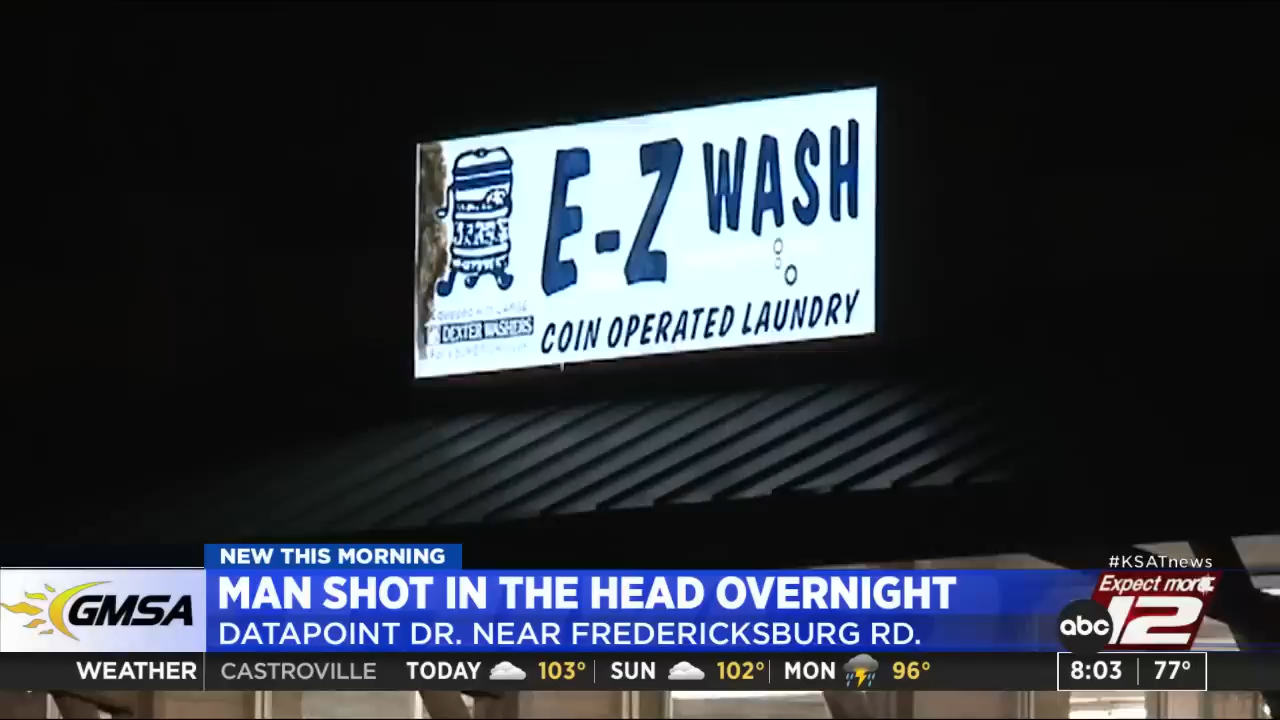 E-Z WASH
DEXTER WASHERS
COIN OPERATED LAUNDRY
NEW THIS MORNING
#KSATnews
GMSA
MAN SHOT IN THE HEAD OVERNIGHT
Expect more
DATAPOINT DR. NEAR FREDERICKSBURG RD.
abc 12
WEATHER CASTROVILLE TODAY 103° SUN 102° MON 96° 8:03 77°